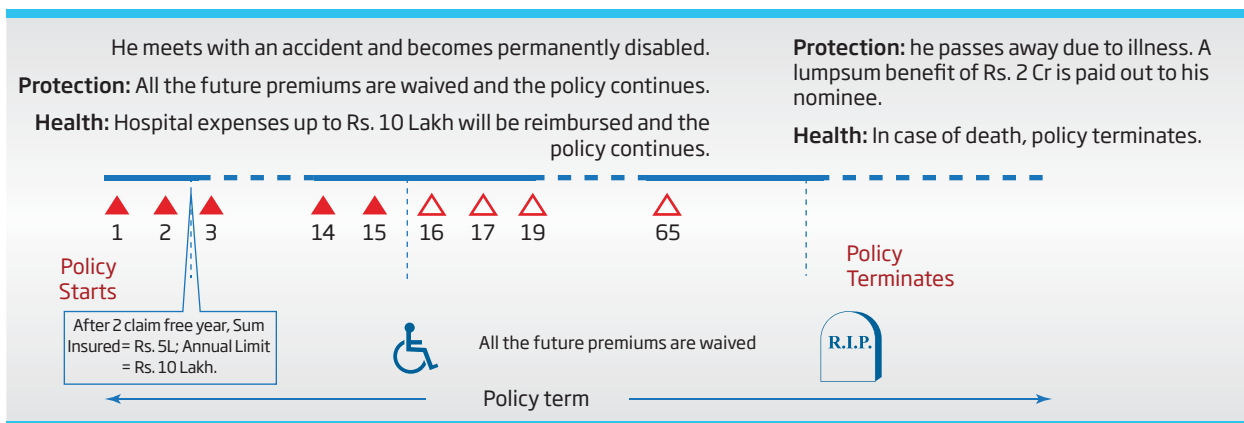 He meets with an accident and becomes permanently disabled.
Protection: All the future premiums are waived and the policy continues.
Health: Hospital expenses up to Rs. 10 Lakh will be reimbursed and the
policy continues.
Protection: he passes away due to illness. A
lumpsum benefit of Rs. 2 Cr is paid out to his
nominee.
Health: In case of death, policy terminates.
1 2 3 14 15 16 17 19 65
Policy
Starts
Policy
Terminates
After 2 claim free year, Sum
Insured = Rs. 5L; Annual Limit
= Rs. 10 Lakh.
All the future premiums are waived
R.I.P.
Policy term